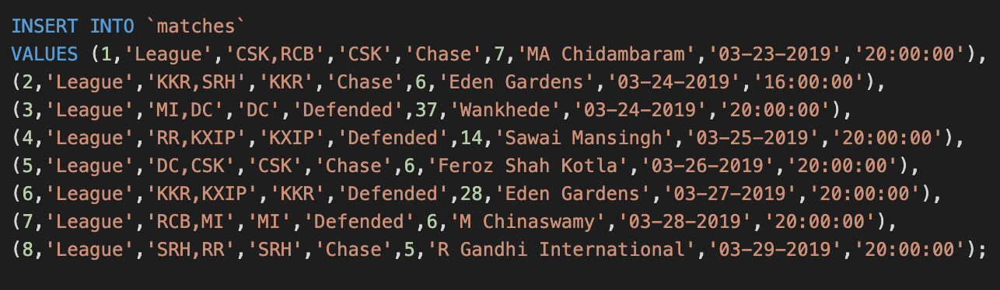 INSERT INTO `matches`
VALUES (1,'League','CSK,RCB','CSK','Chase',7,'MA Chidambaram','03-23-2019','20:00:00'),
(2,'League','KKR,SRH','KKR','Chase',6,'Eden Gardens','03-24-2019','16:00:00'),
(3,'League','MI,DC','DC','Defended',37,'Wankhede','03-24-2019','20:00:00'),
(4,'League','RR,KXIP','KXIP','Defended',14,'Sawai Mansingh','03-25-2019','20:00:00'),
(5,'League','DC,CSK','CSK','Chase',6,'Feroz Shah Kotla','03-26-2019','20:00:00'),
(6,'League','KKR,KXIP','KKR','Defended',28,'Eden Gardens','03-27-2019','20:00:00'),
(7,'League','RCB,MI','MI','Defended',6,'M Chinaswamy','03-28-2019','20:00:00'),
(8,'League','SRH,RR','SRH','Chase',5,'R Gandhi International','03-29-2019','20:00:00');